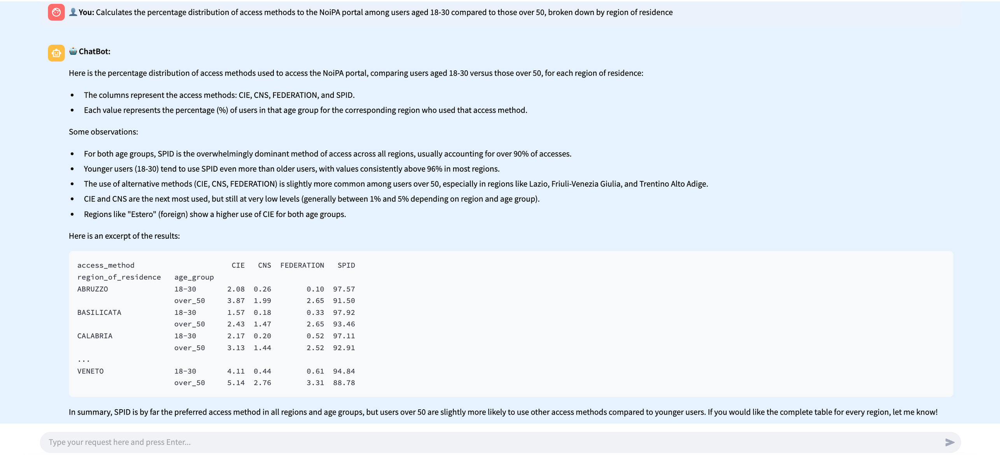 You: Calculates the percentage distribution of access methods to the NoiPA portal among users aged 18-30 compared to those over 50, broken down by region of residence
ChatBot:
Here is the percentage distribution of access methods used to access the NoiPA portal, comparing users aged 18-30 versus those over 50, for each region of residence:
• The columns represent the access methods: CIE, CNS, FEDERATION, and SPID.
• Each value represents the percentage (%) of users in that age group for the corresponding region who used that access method.
Some observations:
• For both age groups, SPID is the overwhelmingly dominant method of access across all regions, usually accounting for over 90% of accesses.
• Younger users (18-30) tend to use SPID even more than older users, with values consistently above 96% in most regions.
• The use of alternative methods (CIE, CNS, FEDERATION) is slightly more common among users over 50, especially in regions like Lazio, Friuli-Venezia Giulia, and Trentino Alto Adige.
• CIE and CNS are the next most used, but still at very low levels (generally between 1% and 5% depending on region and age group).
• Regions like "Estero" (foreign) show a higher use of CIE for both age groups.
Here is an excerpt of the results:
access_method CIE CNS FEDERATION SPID
region_of_residence age_group
ABRUZZO 18-30 2.08 0.26 0.10 97.57
over_50 3.87 1.99 2.65 91.50
BASILICATA 18-30 1.57 0.18 0.33 97.92
over_50 2.43 1.47 2.65 93.46
CALABRIA 18-30 2.17 0.20 0.52 97.11
over_50 3.13 1.44 2.52 92.91
...
VENETO 18-30 4.11 0.44 0.61 94.84
over_50 5.14 2.76 3.31 88.78
In summary, SPID is by far the preferred access method in all regions and age groups, but users over 50 are slightly more likely to use other access methods compared to younger users. If you would like the complete table for every region, let me know!
Type your request here and press Enter...